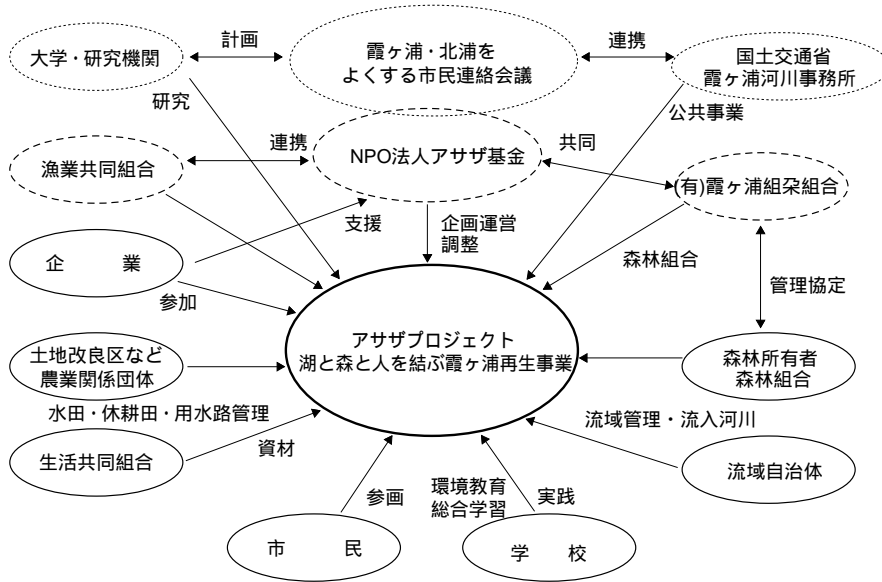 大学・研究機関
計画
霞ヶ浦・北浦を
よくする市民連絡会議
連携
国土交通省
霞ヶ浦河川事務所
研究
公共事業
漁業共同組合
連携
NPO法人アサザ基金
共同
(有)霞ヶ浦組朶組合
支援
企画運営
調整
森林組合
企 業
参加
管理協定
アサザプロジェクト
湖と森と人を結ぶ霞ヶ浦再生事業
土地改良区など
農業関係団体
森林所有者
森林組合
水田・休耕田・用水路管理
流域管理・流入河川
生活共同組合
資材
流域自治体
参画
環境教育
総合学習
実践
市 民
学 校